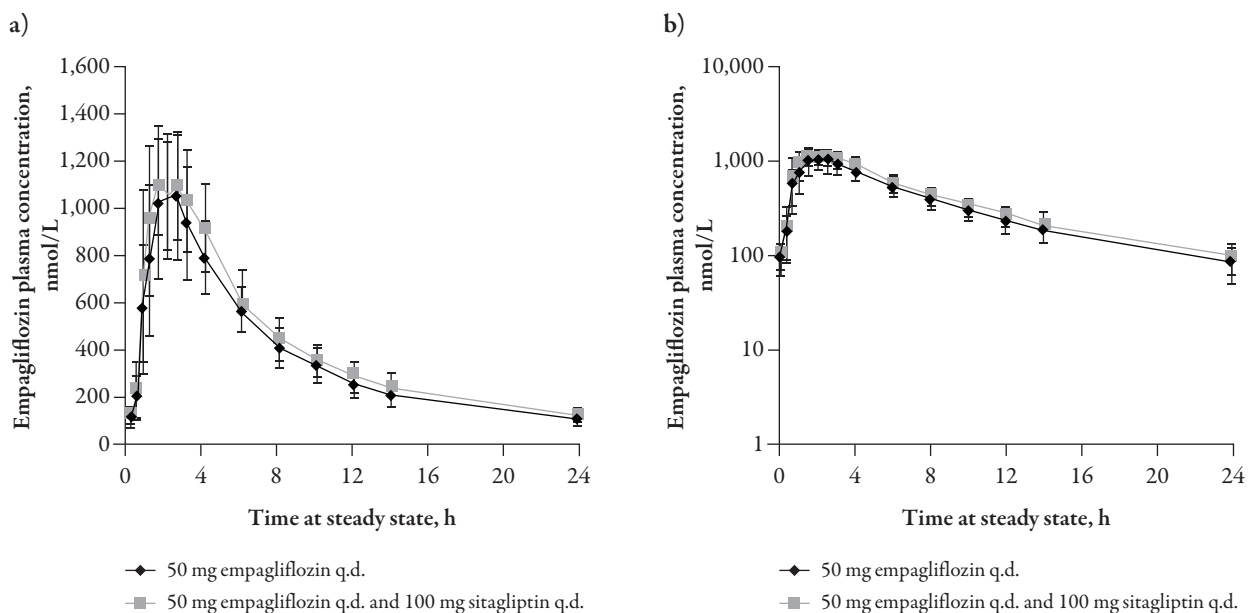 a)
Empagliflozin plasma concentration,
nmol/L
1,600
1,400
1,200
1,000
800
600
400
200
0
0 4 8 12 16 20 24
Time at steady state, h
50 mg empagliflozin q.d.
50 mg empagliflozin q.d. and 100 mg sitagliptin q.d.
b)
Empagliflozin plasma concentration,
nmol/L
10,000
1,000
100
10
1
0 4 8 12 16 20 24
Time at steady state, h
50 mg empagliflozin q.d.
50 mg empagliflozin q.d. and 100 mg sitagliptin q.d.